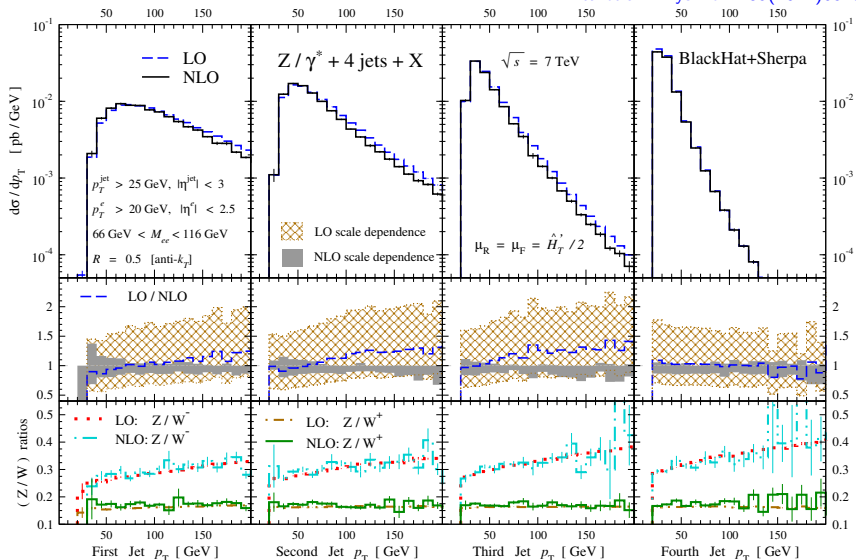 50 100 150 50 100 150 50 100 150 50 100 150
10^-1 10^-1
10^-2 10^-2
10^-3 10^-3
10^-4 10^-4
dσ / dp_T [ pb / GeV ]
LO
NLO
Z / γ* + 4 jets + X
√s = 7 TeV
BlackHat+Sherpa
p_T^jet > 25 GeV, |η^jet| < 3
p_T^e > 20 GeV, |η^e| < 2.5
66 GeV < M_ee < 116 GeV
R = 0.5 [anti-k_T]
LO scale dependence
NLO scale dependence
μ_R = μ_F = Ĥ_T' / 2
LO / NLO
2 2
1.5 1.5
1 1
0.5 0.5
(Z / W) ratios
LO: Z / W^-
NLO: Z / W^-
LO: Z / W^+
NLO: Z / W^+
0.5 0.5
0.4 0.4
0.3 0.3
0.2 0.2
0.1 0.1
50 100 150 50 100 150 50 100 150 50 100 150
First Jet p_T [ GeV ]
Second Jet p_T [ GeV ]
Third Jet p_T [ GeV ]
Fourth Jet p_T [ GeV ]